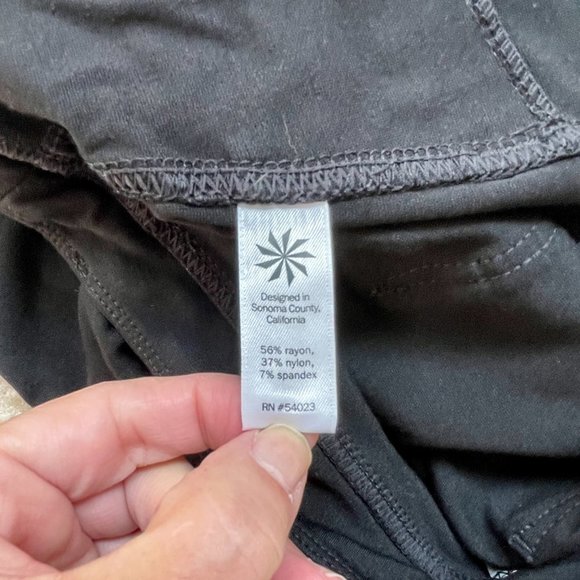 Designed in
Sonoma County,
California
56% rayon,
37% nylon,
7% spandex
RN #54023